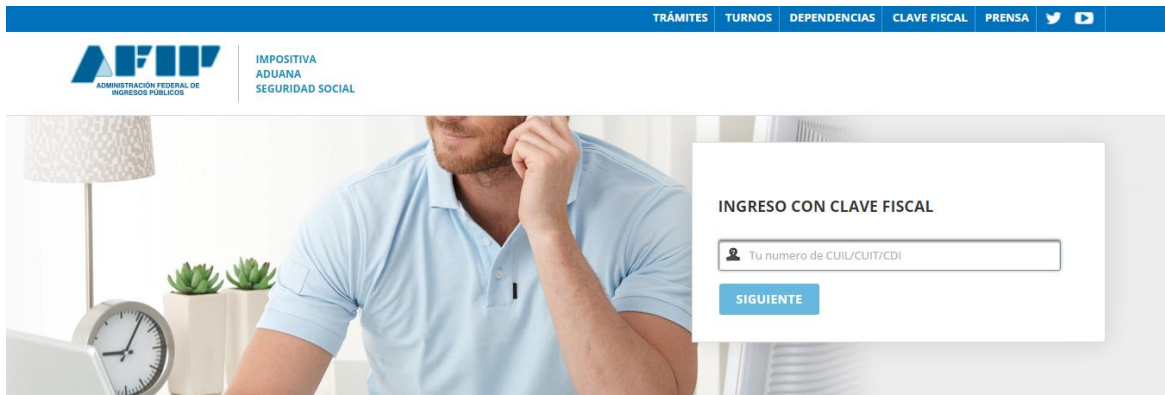 TRÁMITES TURNOS DEPENDENCIAS CLAVE FISCAL PRENSA
AFIP
ADMINISTRACIÓN FEDERAL DE
INGRESOS PÚBLICOS
IMPOSITIVA
ADUANA
SEGURIDAD SOCIAL
INGRESO CON CLAVE FISCAL
Tu numero de CUIL/CUIT/CDI
SIGUIENTE